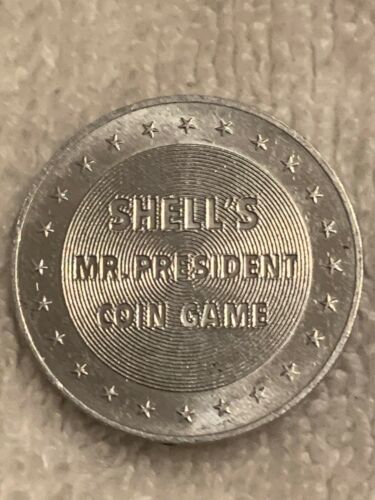 SHELL'S
MR. PRESIDENT
COIN GAME